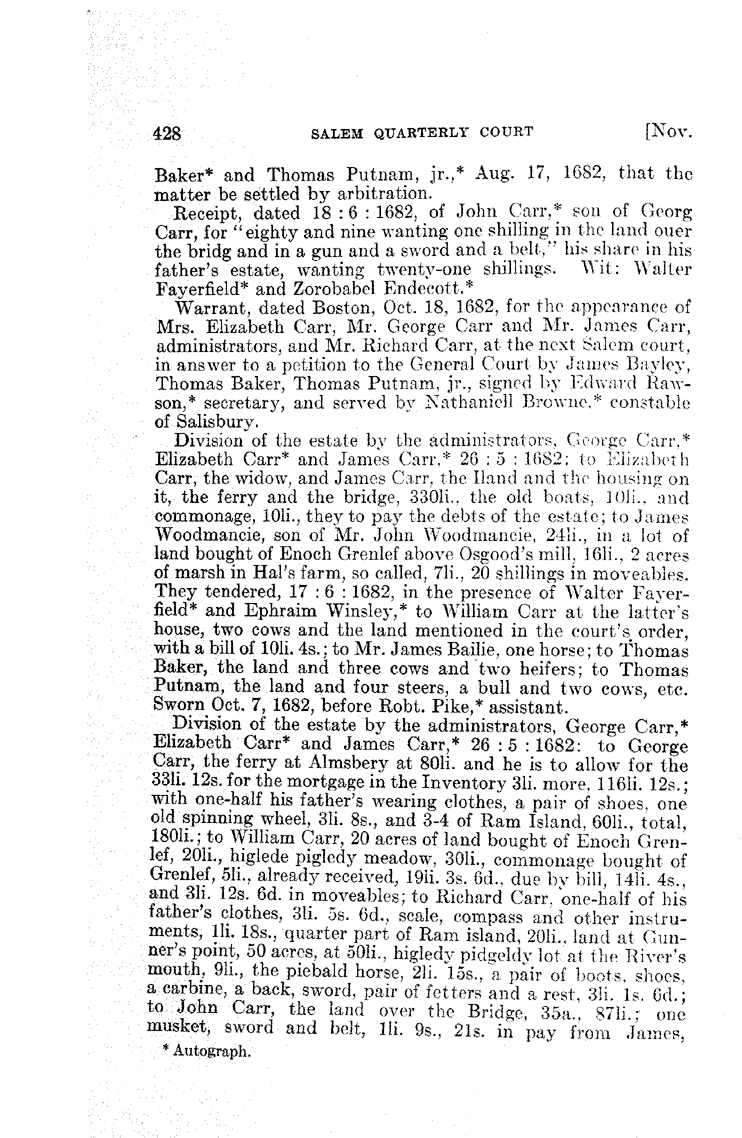 428 SALEM QUARTERLY COURT [Nov.
Baker* and Thomas Putnam, jr.,* Aug. 17, 1682, that the
matter be settled by arbitration.
Receipt, dated 18 : 6 : 1682, of John Carr,* son of Georg
Carr, for "eighty and nine wanting one shilling in the land ouer
the bridg and in a gun and a sword and a belt," his share in his
father's estate, wanting twenty-one shillings. Wit: Walter
Fayerfield* and Zorobabel Endecott.*
Warrant, dated Boston, Oct. 18, 1682, for the appearance of
Mrs. Elizabeth Carr, Mr. George Carr and Mr. James Carr,
administrators, and Mr. Richard Carr, at the next Salem court,
in answer to a petition to the General Court by James Bayley,
Thomas Baker, Thomas Putnam, jr., signed by Edward Raw-
son,* secretary, and served by Nathaniell Browne,* constable
of Salisbury.
Division of the estate by the administrators, George Carr,*
Elizabeth Carr* and James Carr,* 26 : 5 : 1682: to Elizabeth
Carr, the widow, and James Carr, the Iland and the housing on
it, the ferry and the bridge, 330li., the old boats, 10li., and
commonage, 10li., they to pay the debts of the estate; to James
Woodmancie, son of Mr. John Woodmancie, 24li., in a lot of
land bought of Enoch Grenlef above Osgood's mill, 16li., 2 acres
of marsh in Hal's farm, so called, 7li., 20 shillings in moveables.
They tendered, 17 : 6 : 1682, in the presence of Walter Fayer-
field* and Ephraim Winsley,* to William Carr at the latter's
house, two cows and the land mentioned in the court's order,
with a bill of 10li. 4s.; to Mr. James Bailie, one horse; to Thomas
Baker, the land and three cows and two heifers; to Thomas
Putnam, the land and four steers, a bull and two cows, etc.
Sworn Oct. 7, 1682, before Robt. Pike,* assistant.
Division of the estate by the administrators, George Carr,*
Elizabeth Carr* and James Carr,* 26 : 5 : 1682: to George
Carr, the ferry at Almsbery at 80li. and he is to allow for the
33li. 12s. for the mortgage in the Inventory 3li. more, 116li. 12s.;
with one-half his father's wearing clothes, a pair of shoes, one
old spinning wheel, 3li. 8s., and 3-4 of Ram Island, 60li., total,
180li.; to William Carr, 20 acres of land bought of Enoch Gren-
lef, 20li., higlede pigledy meadow, 30li., commonage bought of
Grenlef, 5li., already received, 19li. 3s. 6d., due by bill, 14li. 4s.,
and 3li. 12s. 6d. in moveables; to Richard Carr, one-half of his
father's clothes, 3li. 5s. 6d., scale, compass and other instru-
ments, 1li. 18s., quarter part of Ram island, 20li., land at Gun-
ner's point, 50 acres, at 50li., higledy pidgeldy lot at the River's
mouth, 9li., the piebald horse, 2li. 15s., a pair of boots, shoes,
a carbine, a back, sword, pair of fetters and a rest, 3li. 1s. 6d.;
to John Carr, the land over the Bridge, 35a., 87li.; one
musket, sword and belt, 1li. 9s., 21s. in pay from James,
* Autograph.